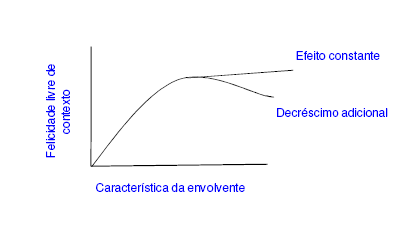 Efeito constante
Decréscimo adicional
Felicidade livre de
contexto
Característica da envolvente